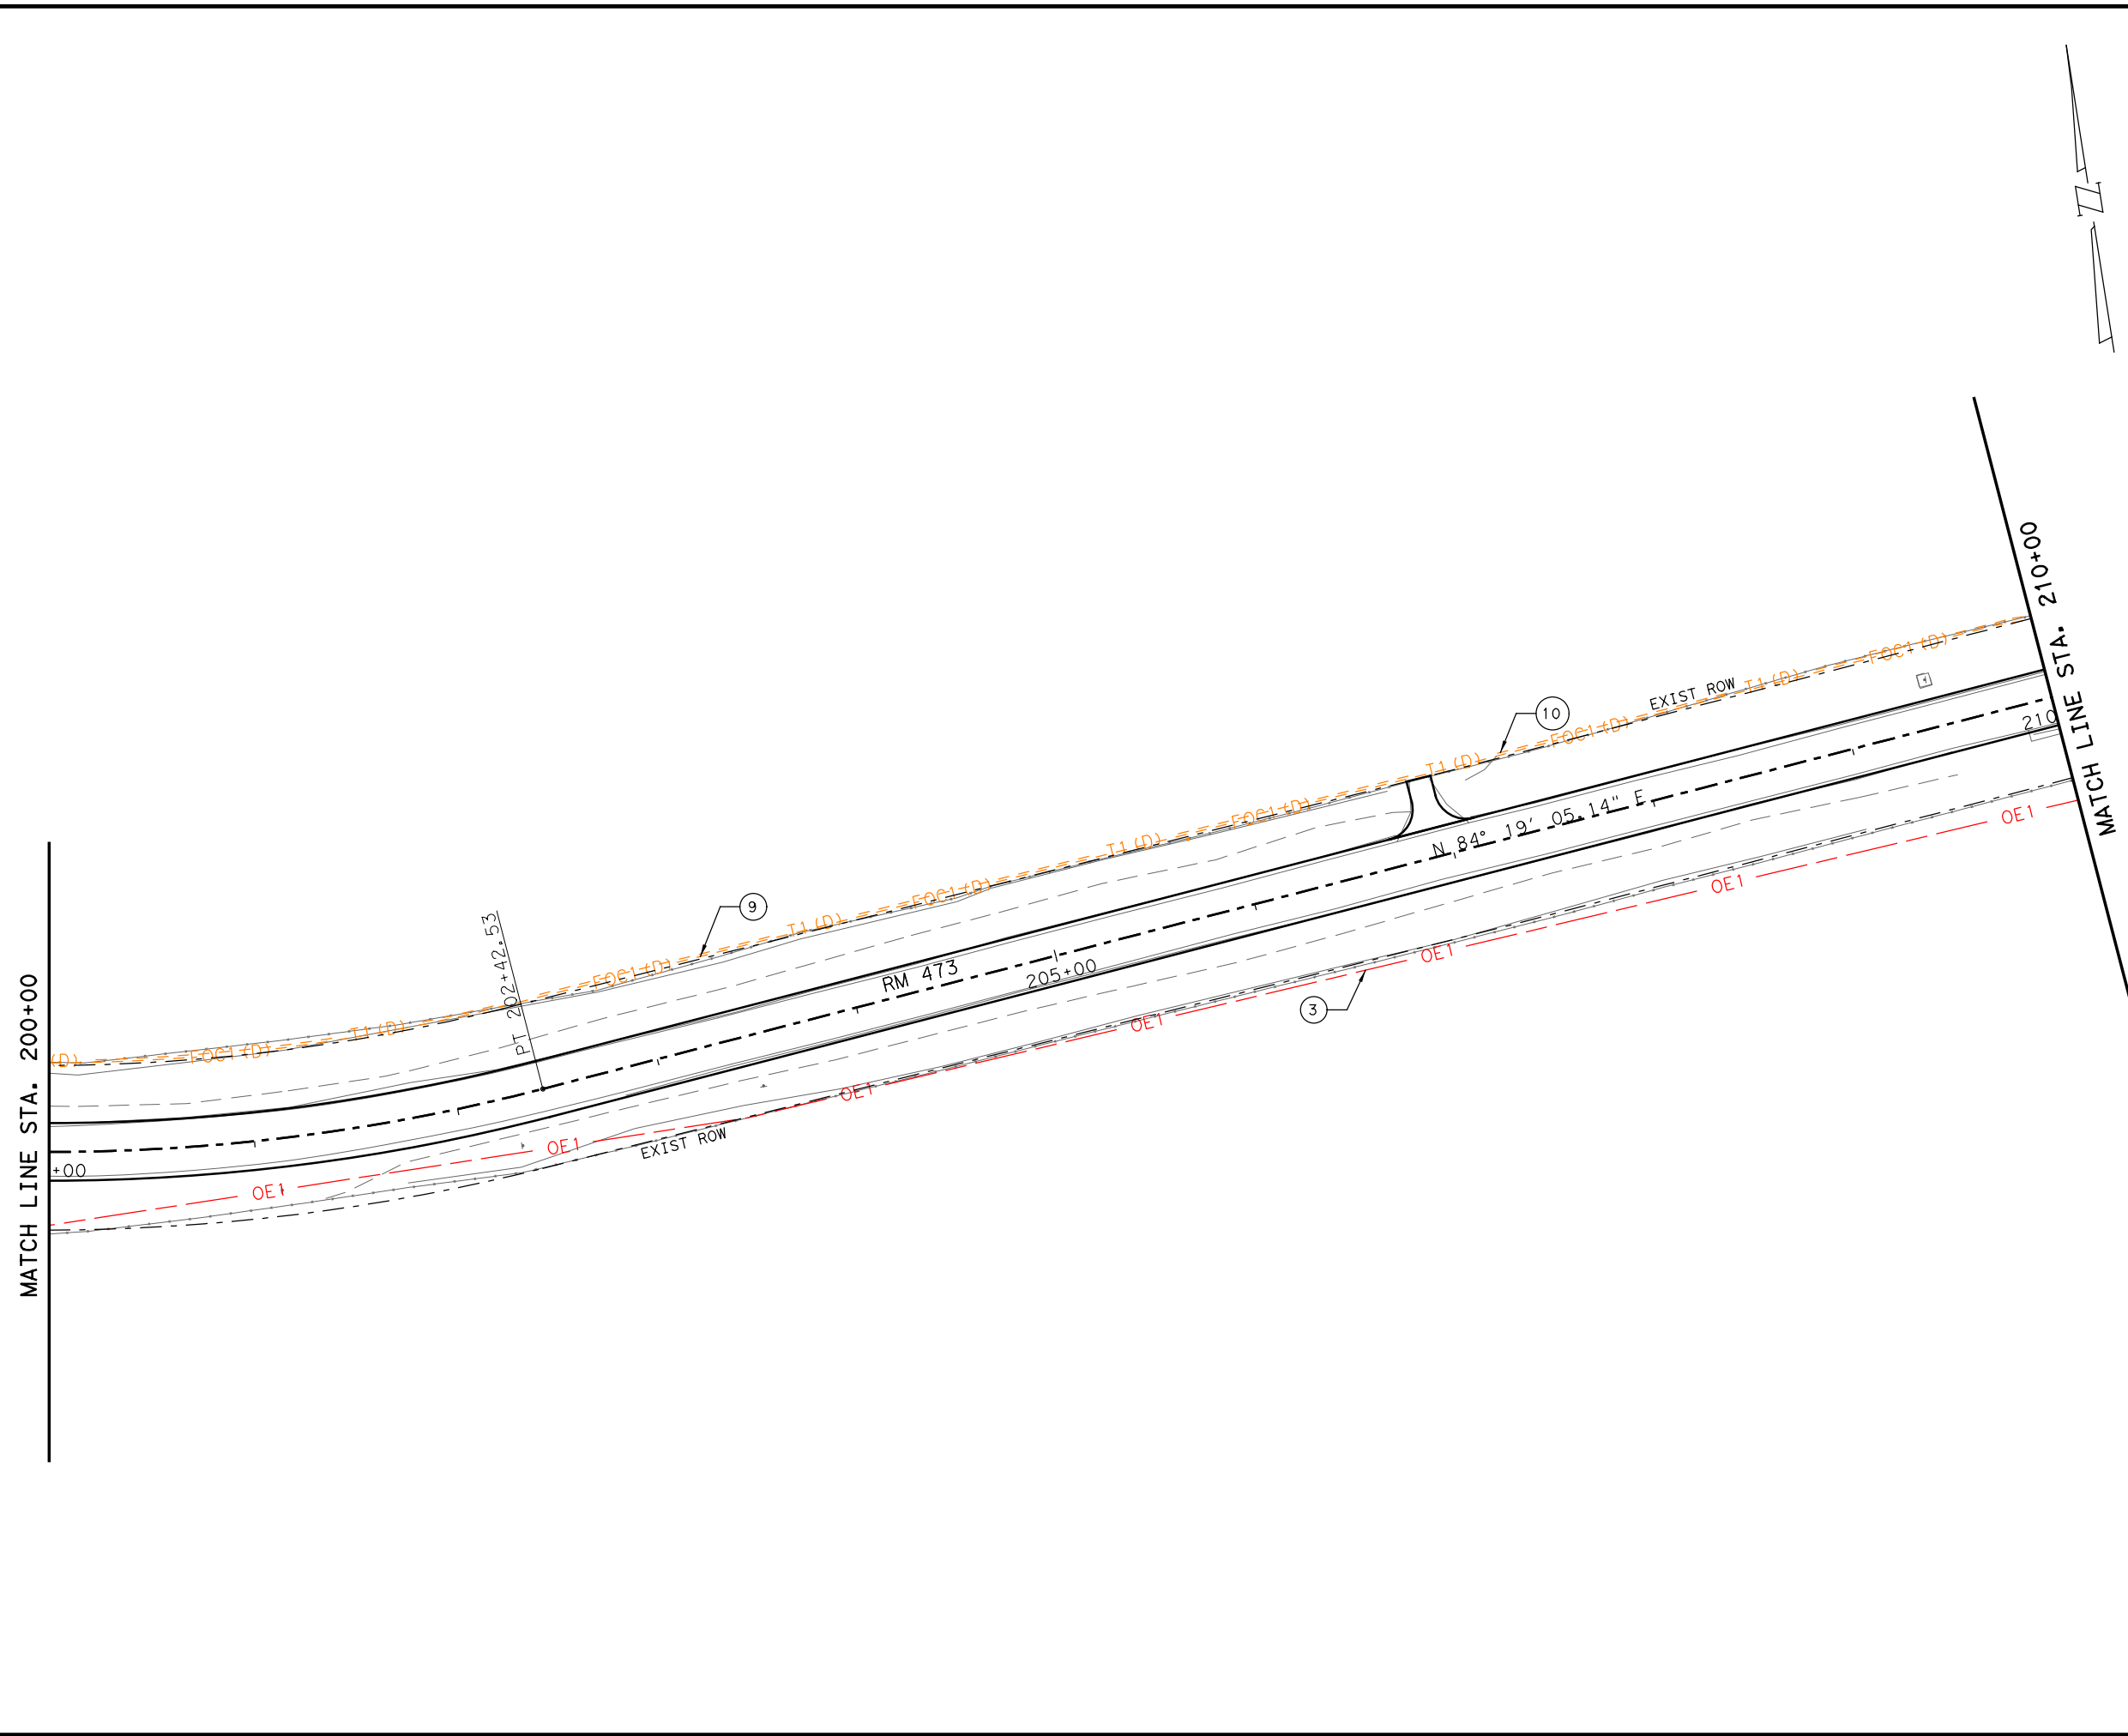 N
MATCH LINE STA. 210+00
EXIST ROW
T1(D)
FOC1(D)
10
FOC1(D)
T1(D)
210
FOC1(D)
T1(D)
N 84° 19' 05.14" E
OE1
OE1
9
T1(D)
FOC1(D)
PT 202+42.53
RM 473
205+00
OE1
3
FOC1(D)
T1(D)
FOC1(D)
(D)
OE1
OE1
EXIST ROW
OE1
OE1
+00
MATCH LINE STA. 200+00